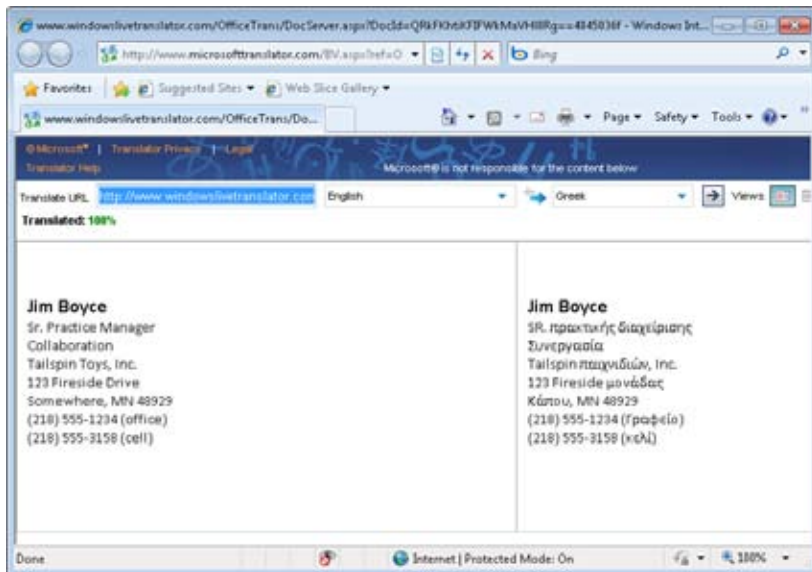 www.windowslivetranslator.com/OfficeTrans/DocServer.aspx?DocId= - Windows Int...
http://www.microsofttranslator.com/BV.aspx?ref=O
Bing
Favorites Suggested Sites Web Slice Gallery
www.windowslivetranslator.com/OfficeTrans/Do...
Page Safety Tools
© Microsoft® | Translator Privacy | Legal
Translator Help
Microsoft® is not responsible for the content below
Translate URL http://www.windowslivetranslator.com English Greek Views
Translated: 100%
Jim Boyce
Sr. Practice Manager
Collaboration
Tailspin Toys, Inc.
123 Fireside Drive
Somewhere, MN 48929
(218) 555-1234 (office)
(218) 555-3158 (cell)
Jim Boyce
SR. πρακτικής διαχείρισης
Συνεργασία
Tailspin παιχνιδιών, Inc.
123 Fireside μονάδας
Κάπου, MN 48929
(218) 555-1234 (Γραφείο)
(218) 555-3158 (κελί)
Done
Internet | Protected Mode: On
100%